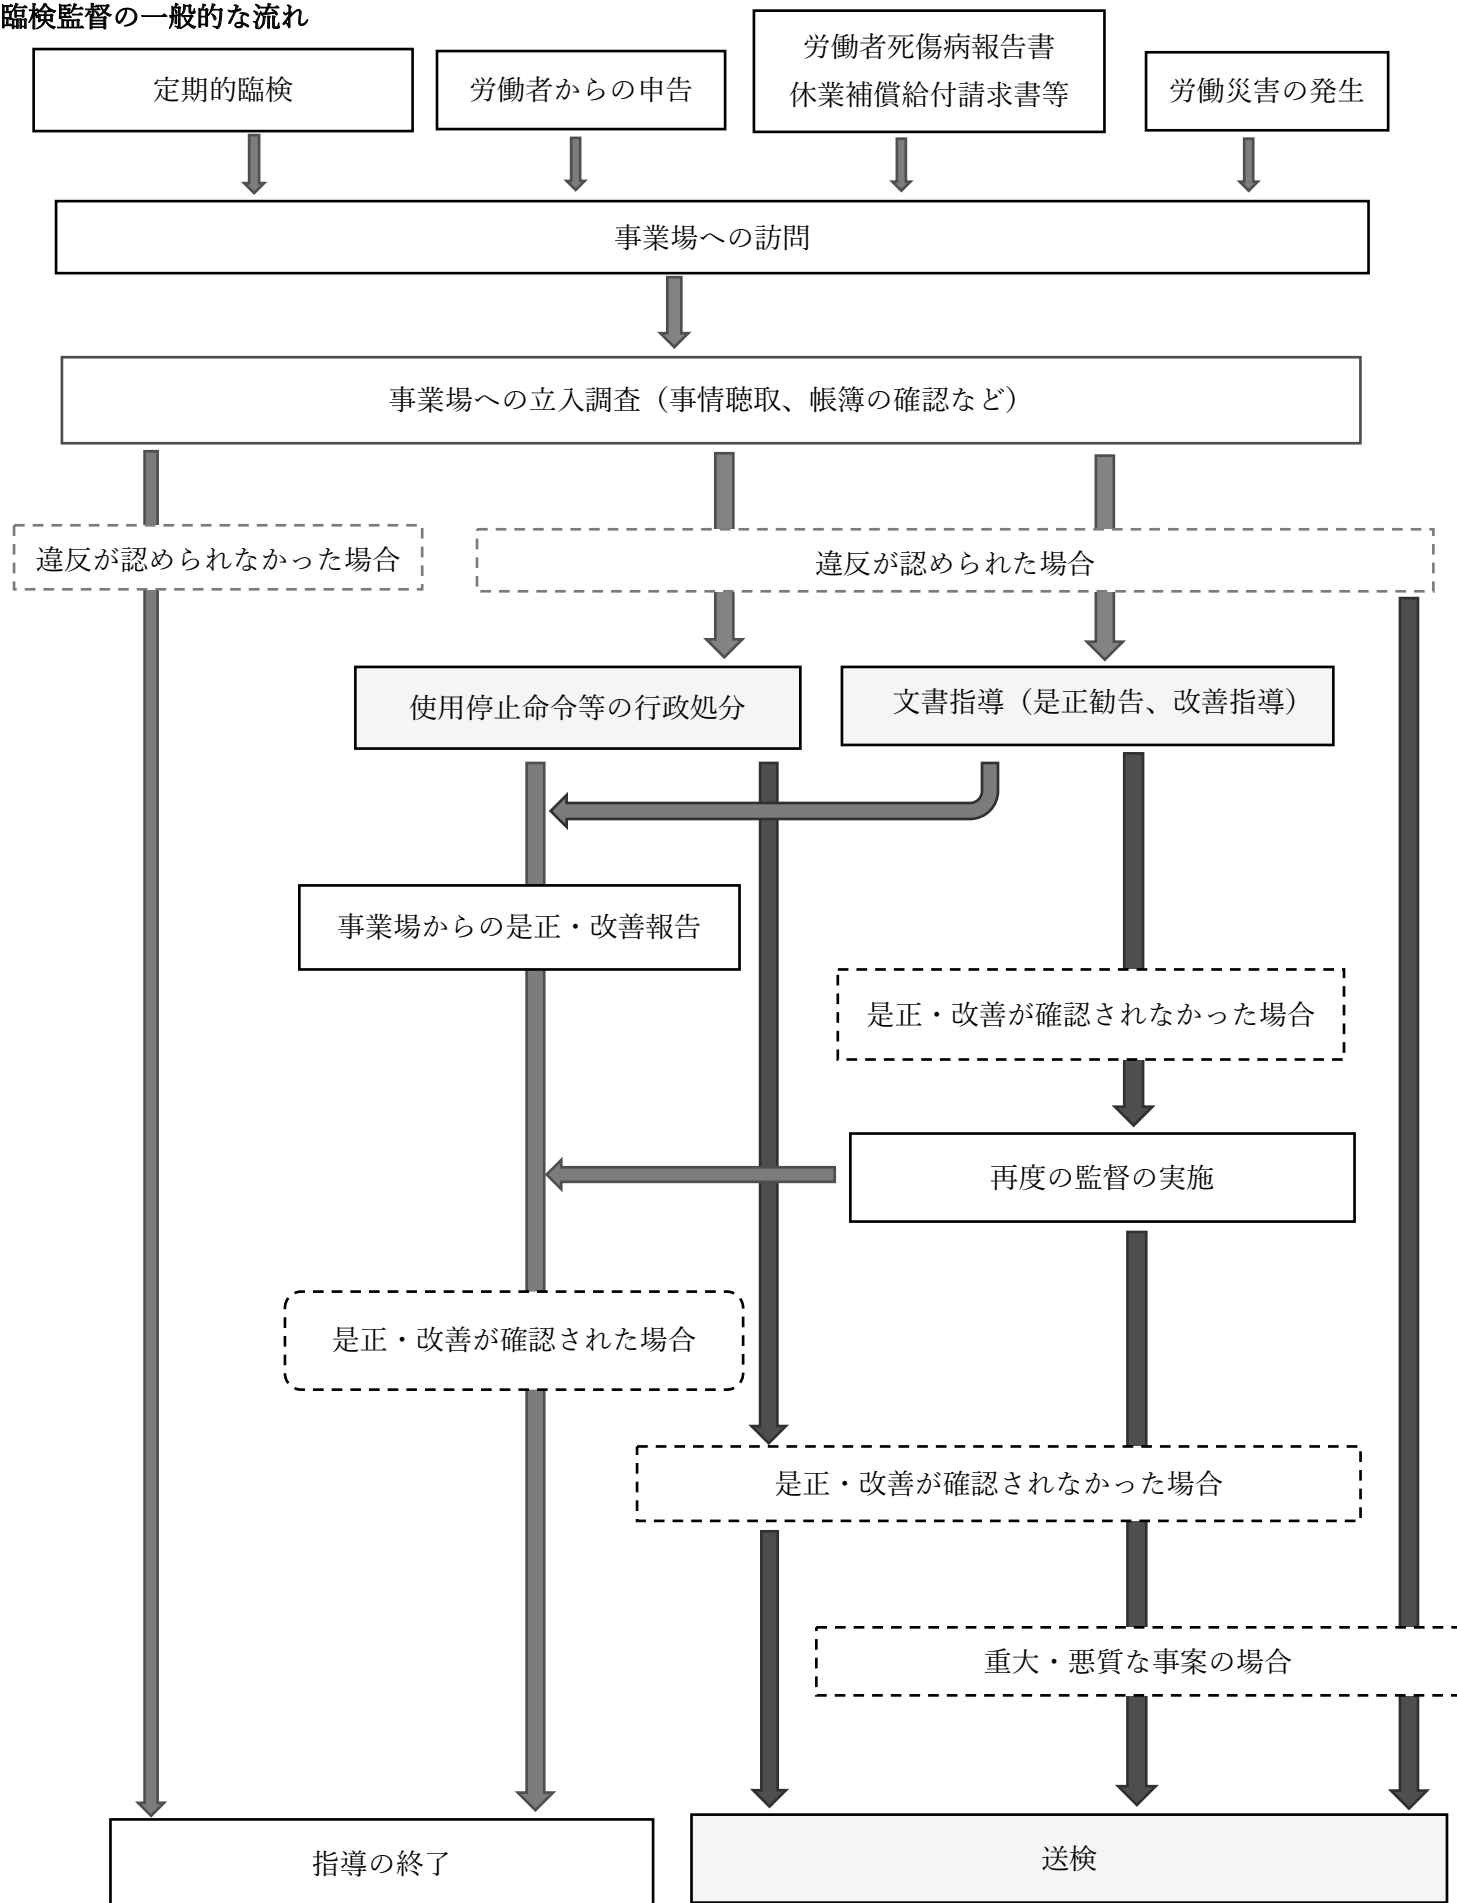 臨検監督の一般的な流れ
定期的臨検
労働者からの申告
労働者死傷病報告書
休業補償給付請求書等
労働災害の発生
事業場への訪問
事業場への立入調査（事情聴取、帳簿の確認など）
違反が認められなかった場合
違反が認められた場合
使用停止命令等の行政処分
文書指導（是正勧告、改善指導）
事業場からの是正・改善報告
是正・改善が確認されなかった場合
再度の監督の実施
是正・改善が確認された場合
是正・改善が確認されなかった場合
重大・悪質な事案の場合
指導の終了
送検